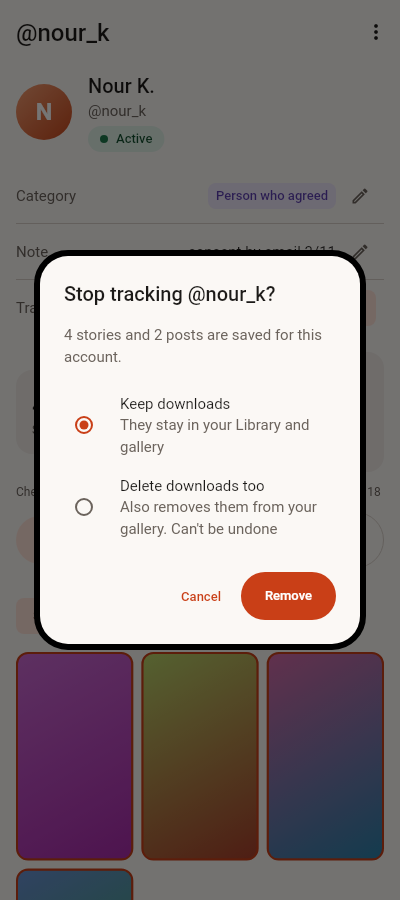 @nour_k
N
Nour K.
@nour_k
Active
Category
Person who agreed
Note
Stop tracking @nour_k?
4 stories and 2 posts are saved for this
account.
Keep downloads
They stay in your Library and
gallery
Delete downloads too
Also removes them from your
gallery. Can't be undone
18
Cancel
Remove